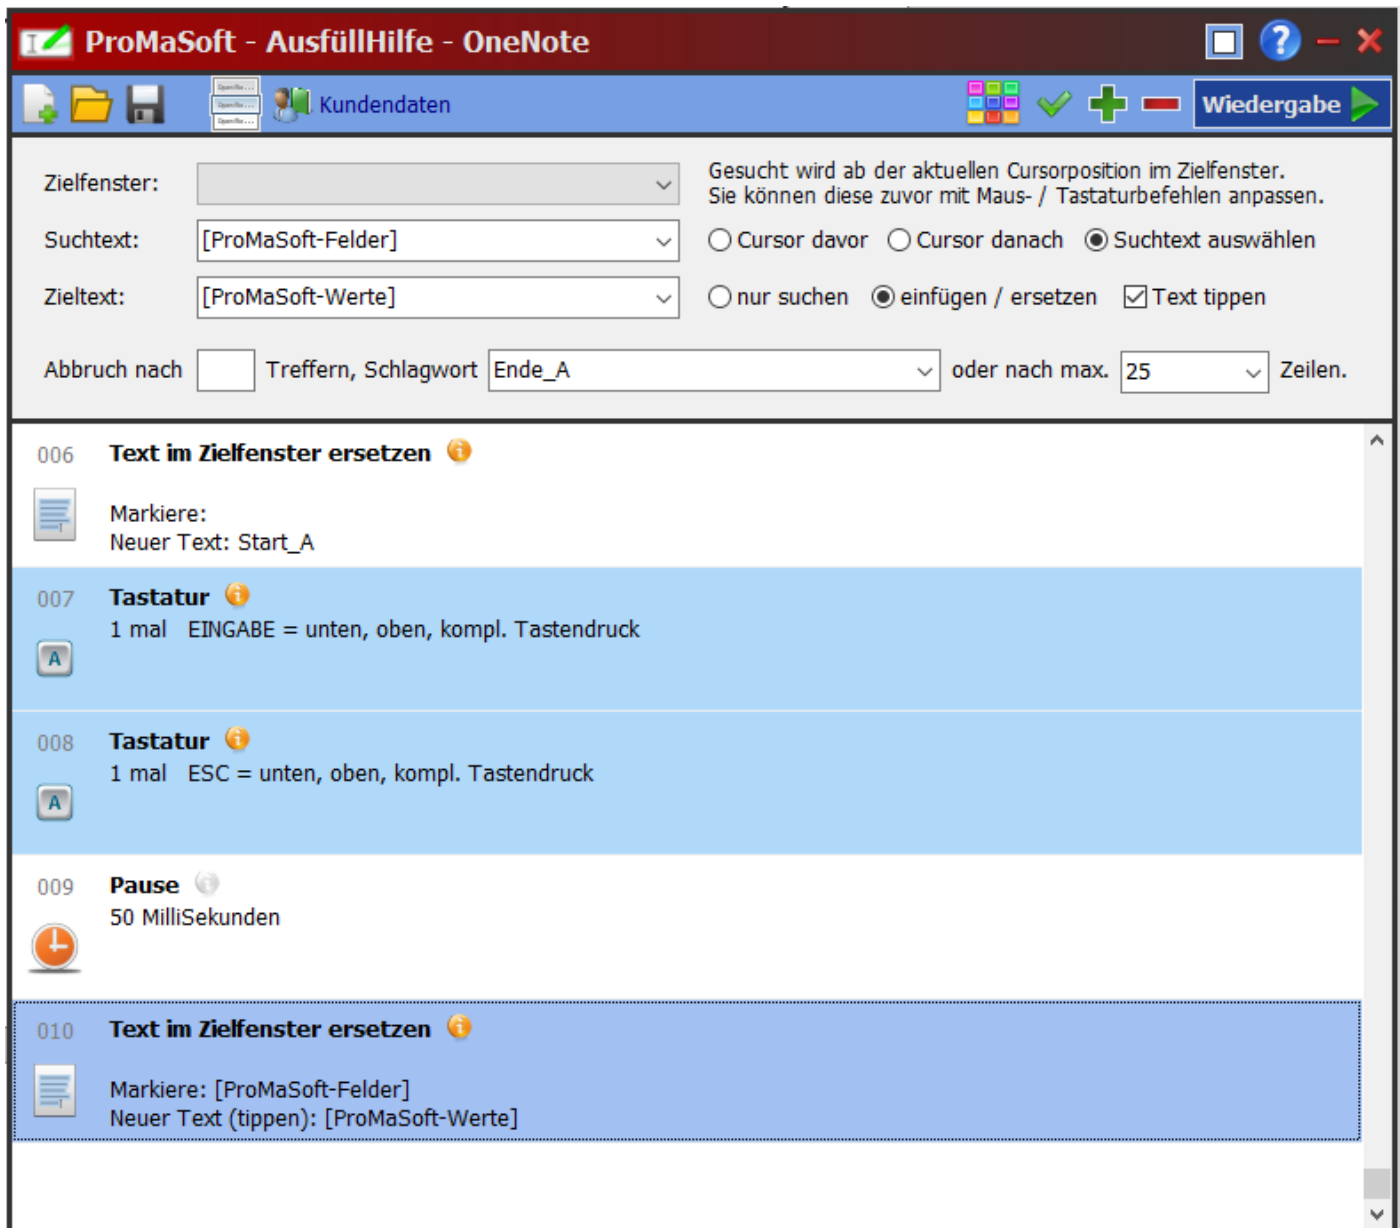 ProMaSoft - AusfüllHilfe - OneNote
Kundendaten
Wiedergabe
Zielfenster:
Gesucht wird ab der aktuellen Cursorposition im Zielfenster.
Sie können diese zuvor mit Maus- / Tastaturbefehlen anpassen.
Suchtext: [ProMaSoft-Felder] Cursor davor Cursor danach Suchtext auswählen
Zieltext: [ProMaSoft-Werte] nur suchen einfügen / ersetzen Text tippen
Abbruch nach Treffern, Schlagwort Ende_A oder nach max. 25 Zeilen.
006 Text im Zielfenster ersetzen
Markiere:
Neuer Text: Start_A
007 Tastatur
1 mal EINGABE = unten, oben, kompl. Tastendruck
A
008 Tastatur
1 mal ESC = unten, oben, kompl. Tastendruck
A
009 Pause
50 MilliSekunden
010 Text im Zielfenster ersetzen
Markiere: [ProMaSoft-Felder]
Neuer Text (tippen): [ProMaSoft-Werte]